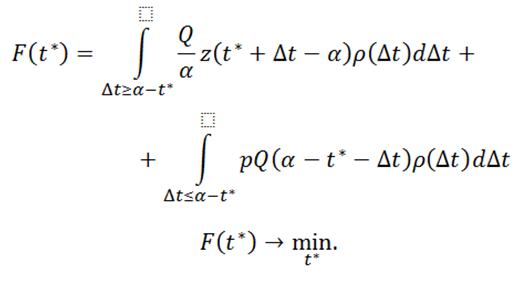 F(t*) = ∫_{Δt≥α−t*} Q/α z(t* + Δt − α)ρ(Δt)dΔt +
+ ∫_{Δt≤α−t*} pQ(α − t* − Δt)ρ(Δt)dΔt
F(t*) → min_{t*}.